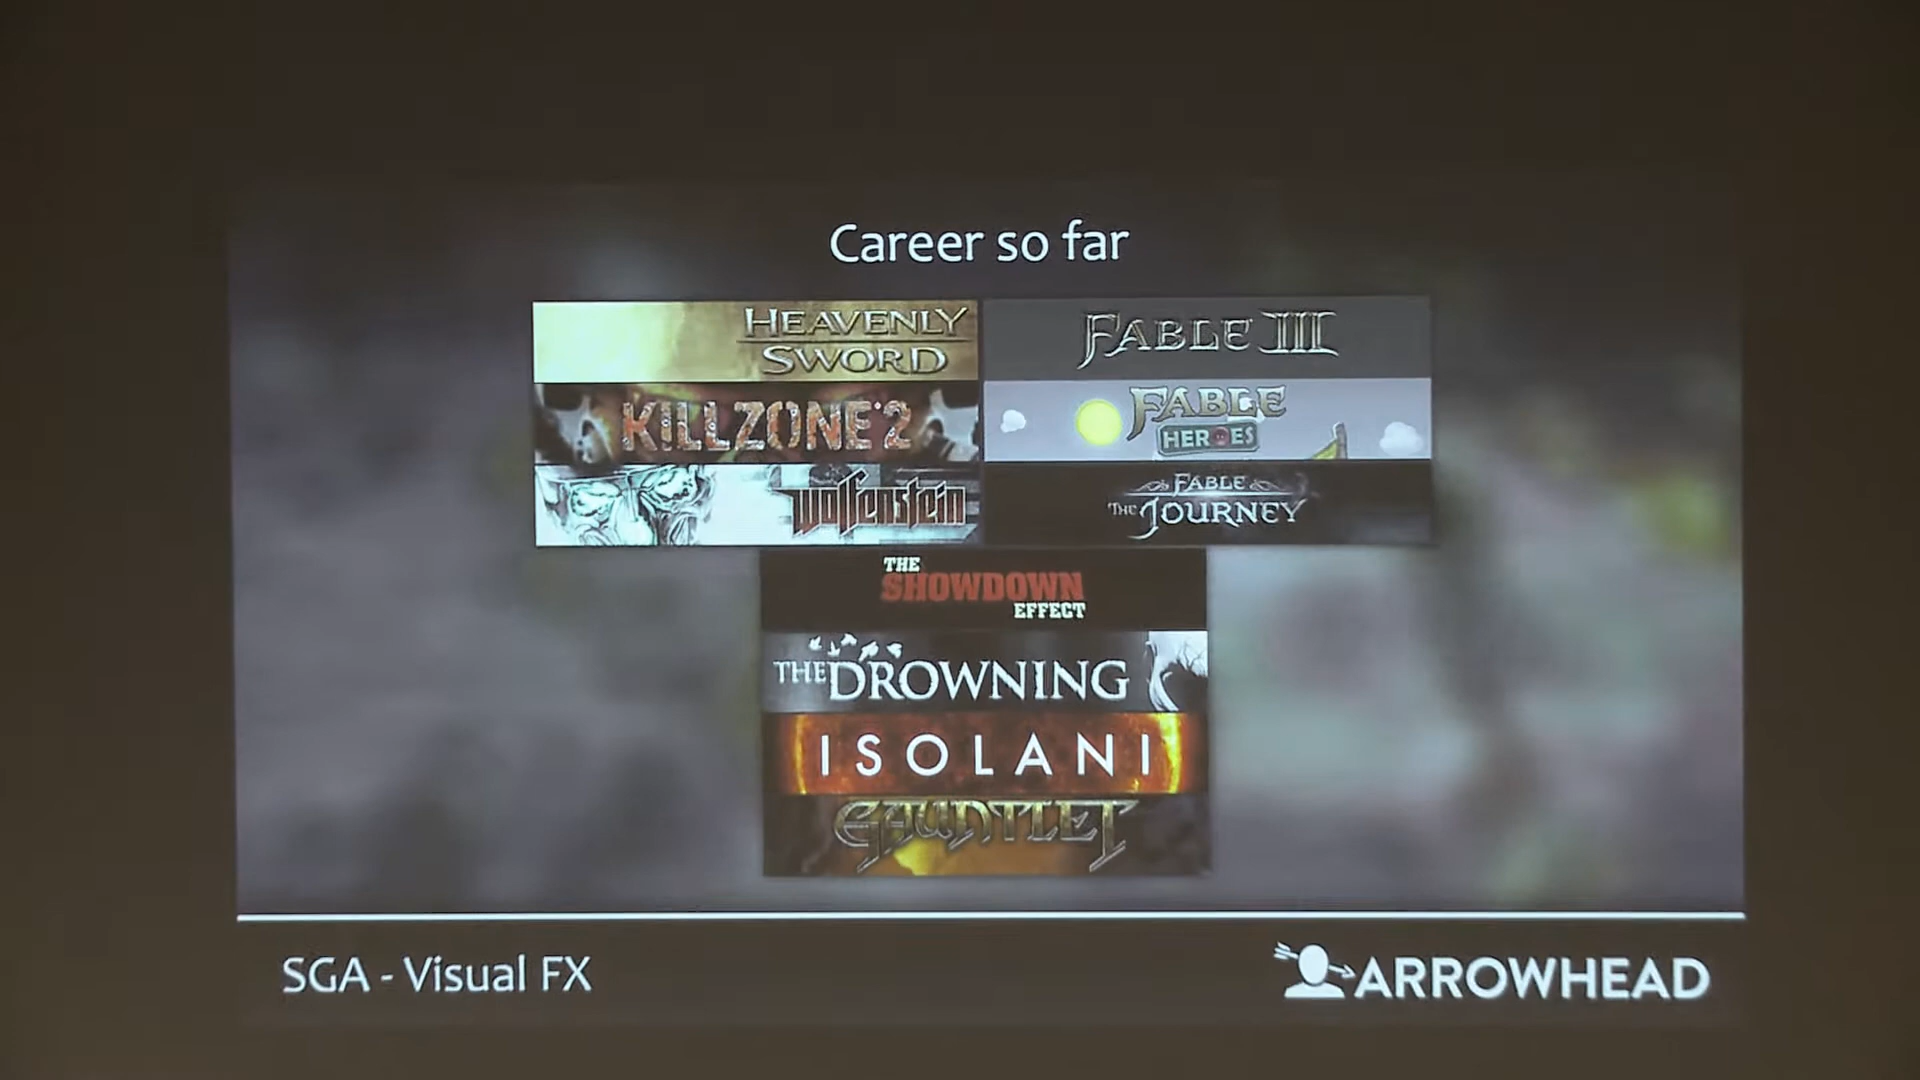 Career so far
HEAVENLY
SWORD
KILLZONE 2
Wolfenstein
FABLE III
FABLE
HEROES
FABLE
THE JOURNEY
THE
SHOWDOWN
EFFECT
THE DROWNING
ISOLANI
GAUNTLET
SGA - Visual FX
ARROWHEAD